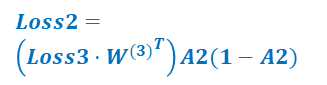 Loss2 =
(Loss3 · W⁽³⁾ᵀ)A2(1 − A2)